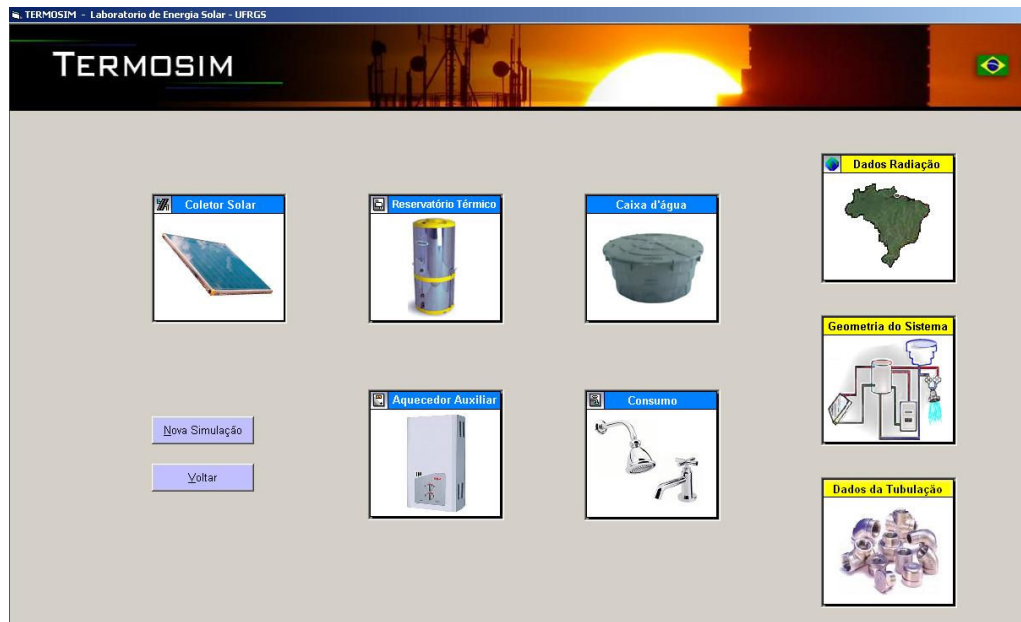 TERMOSIM - Laboratorio de Energia Solar - UFRGS
TERMOSIM
Dados Radiação
Coletor Solar
Reservatório Térmico
Caixa d'água
Geometria do Sistema
Aquecedor Auxiliar
Consumo
Nova Simulação
Voltar
Dados da Tubulação